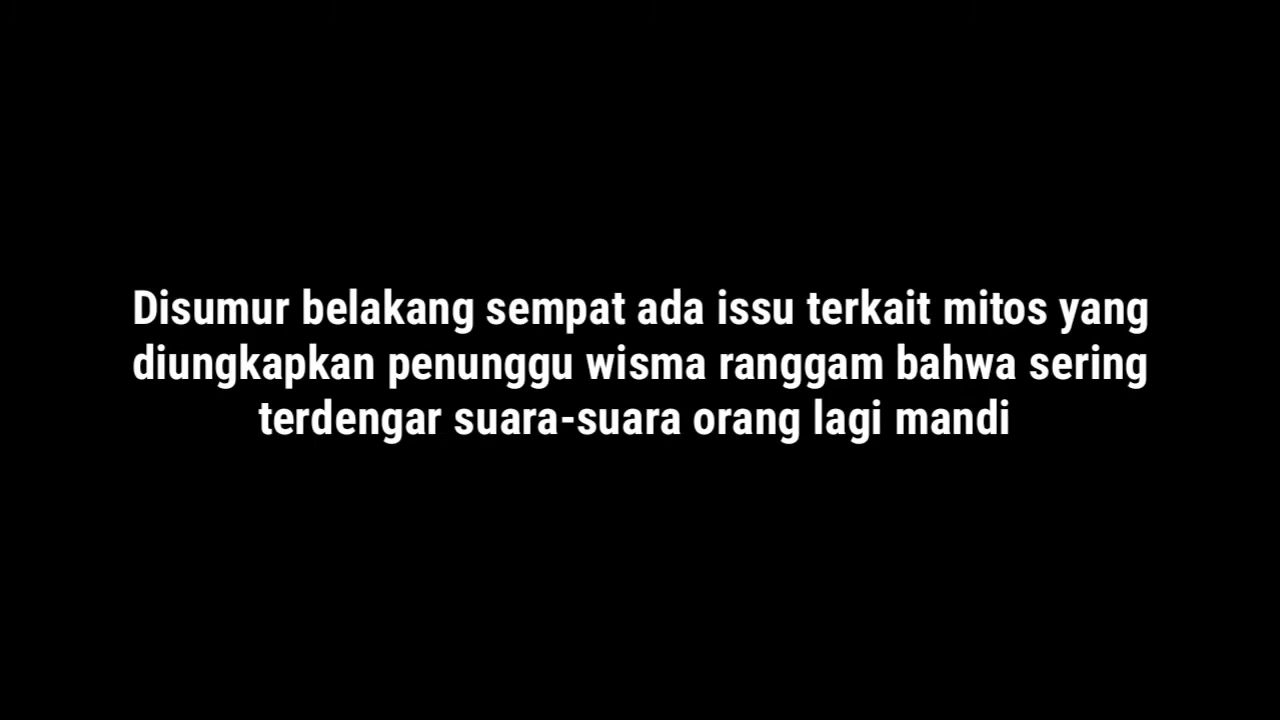 Disumur belakang sempat ada issu terkait mitos yang
diungkapkan penunggu wisma ranggam bahwa sering
terdengar suara-suara orang lagi mandi